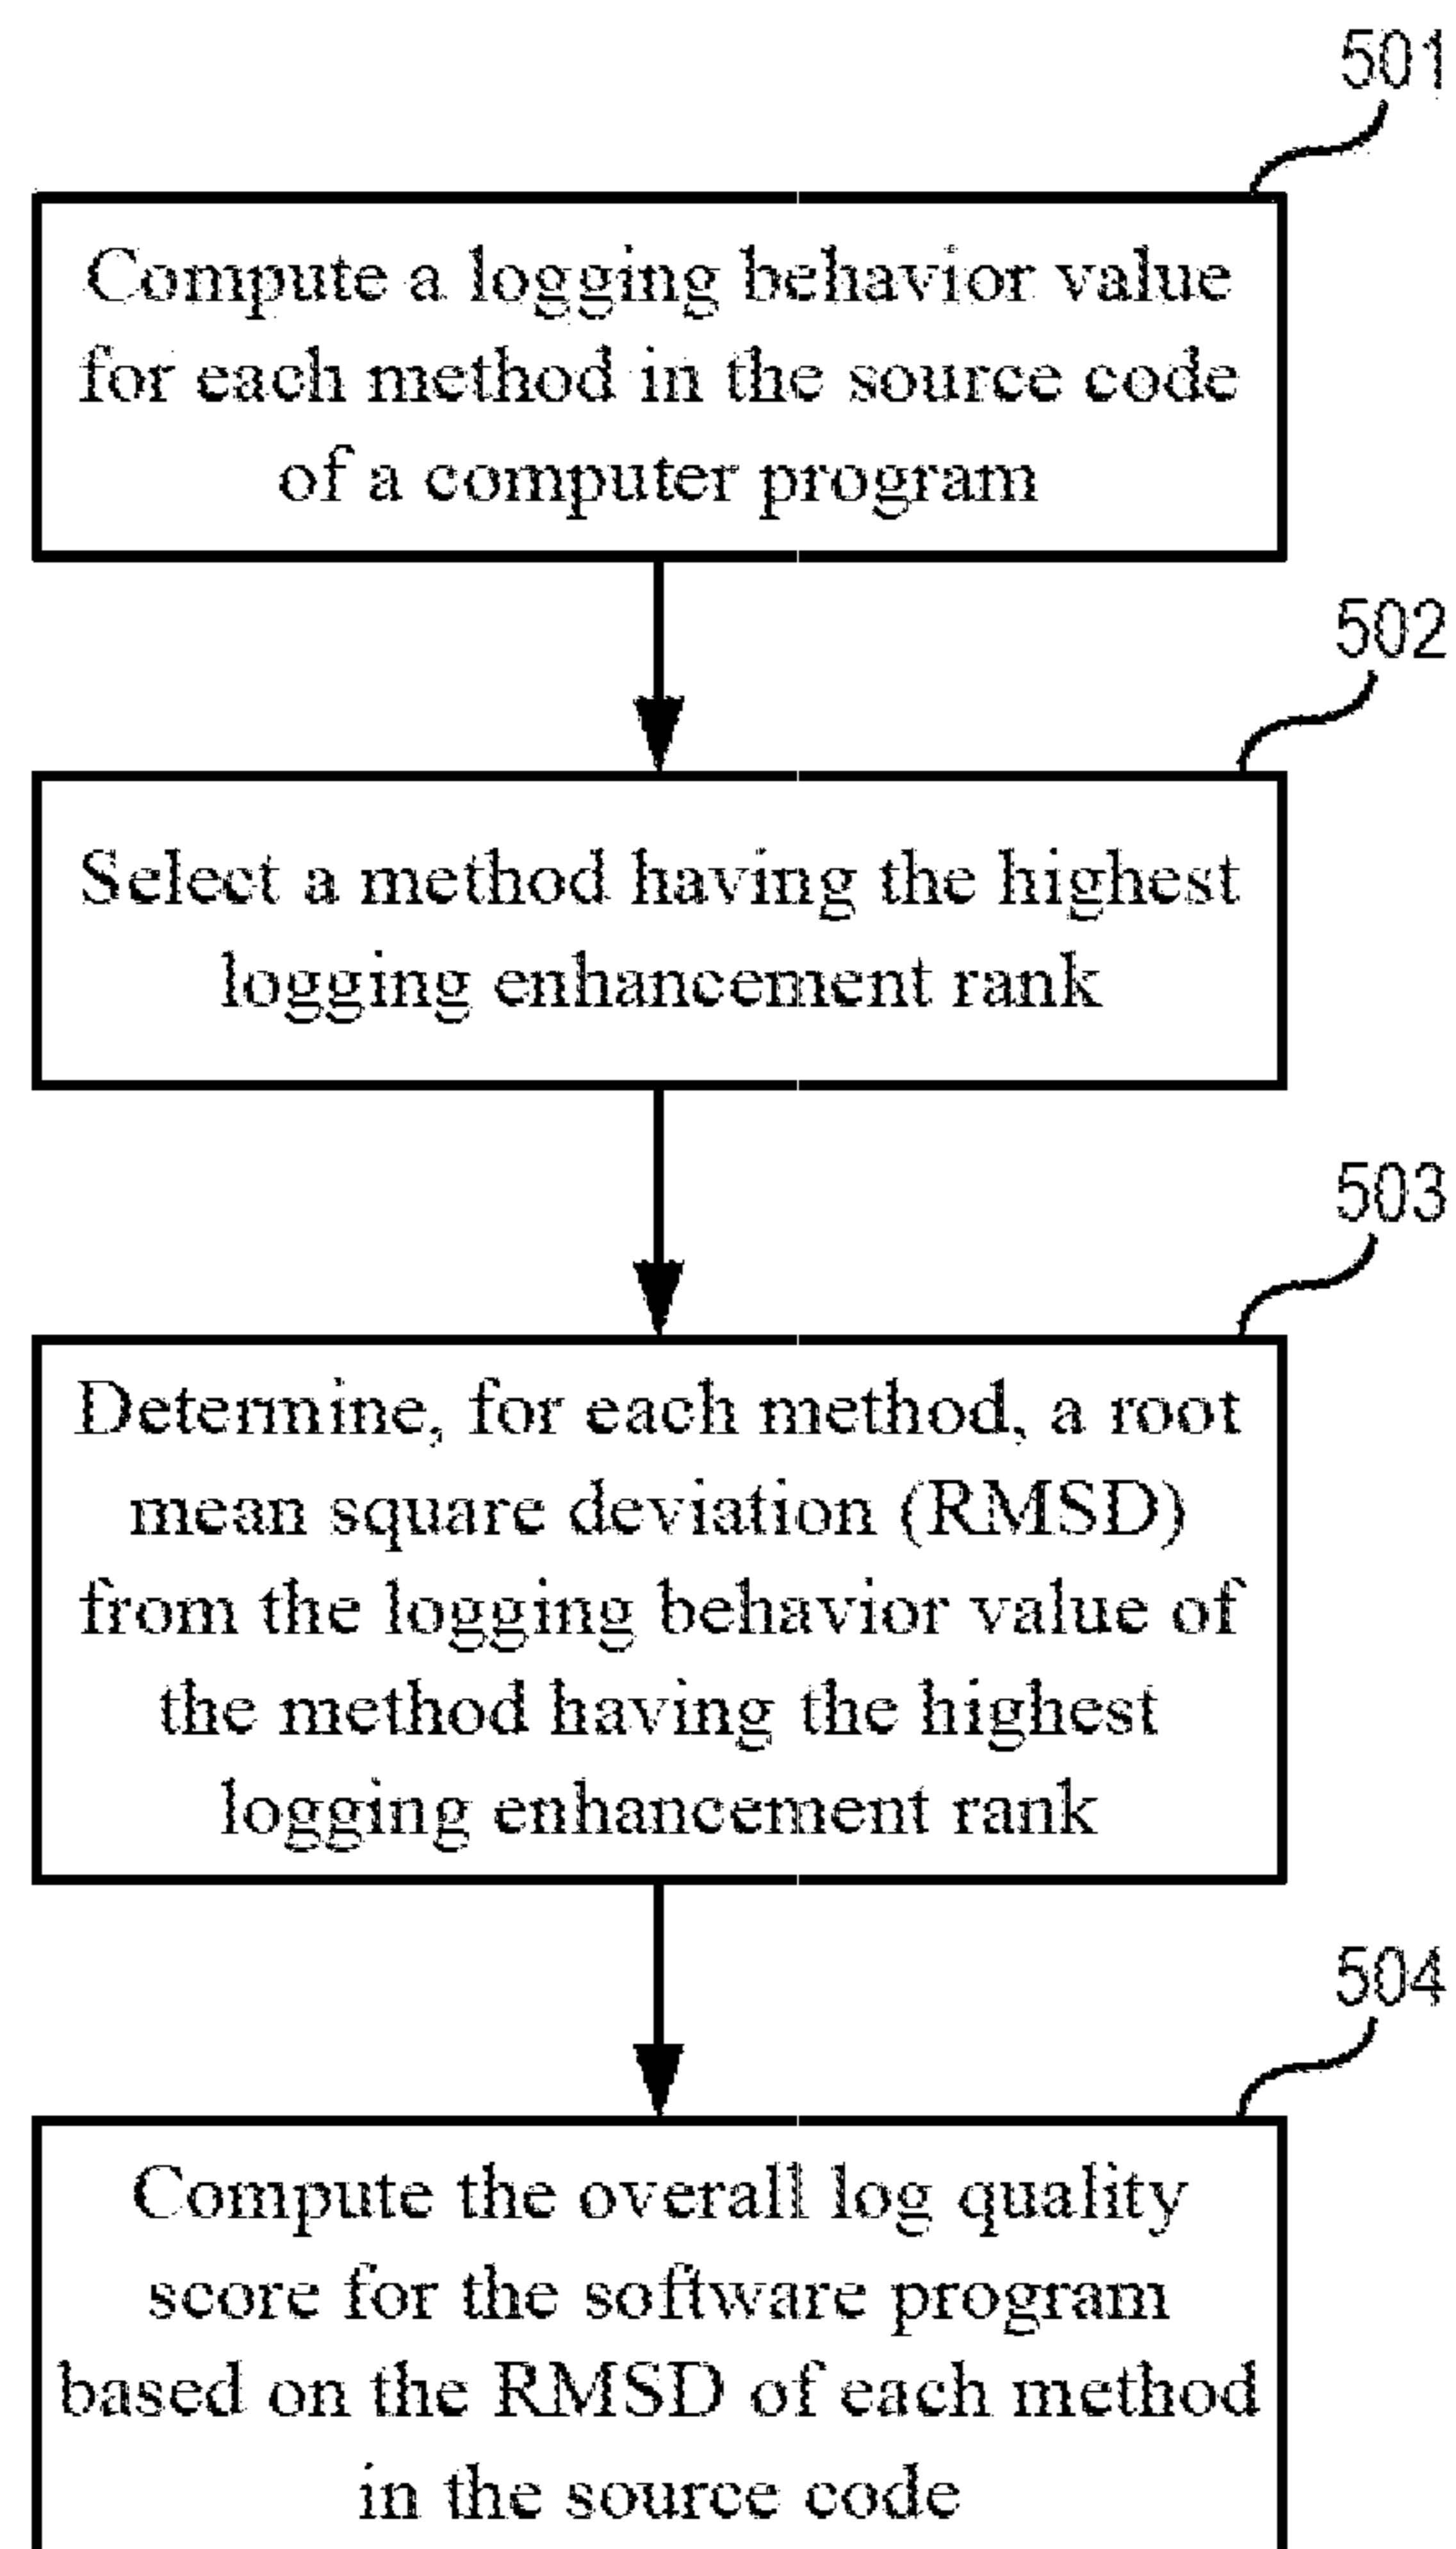 501
Compute a logging behavior value
for each method in the source code
of a computer program
502
Select a method having the highest
logging enhancement rank
503
Determine, for each method, a root
mean square deviation (RMSD)
from the logging behavior value of
the method having the highest
logging enhancement rank
504
Compute the overall log quality
score for the software program
based on the RMSD of each method
in the source code